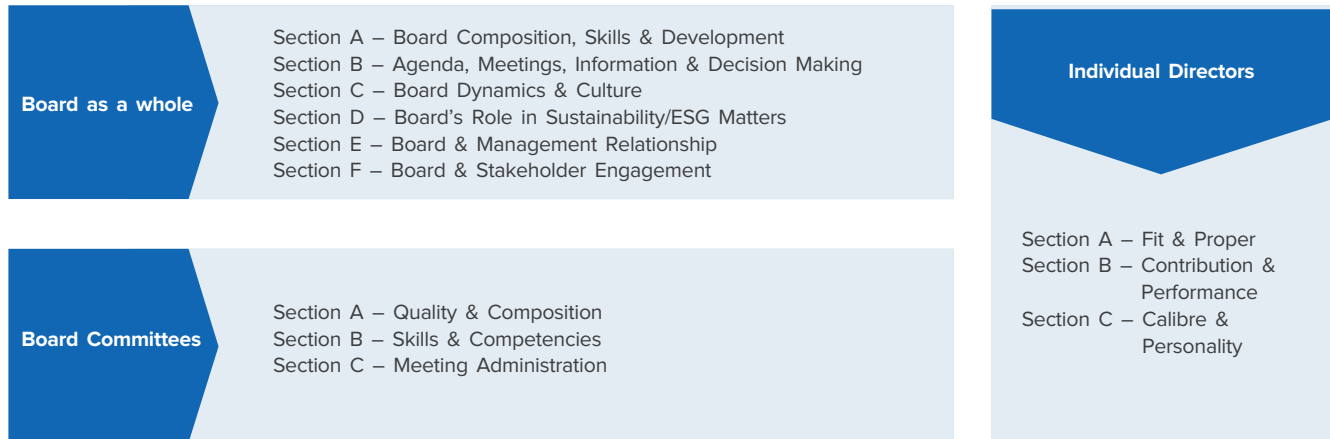 Board as a whole
Section A – Board Composition, Skills & Development
Section B – Agenda, Meetings, Information & Decision Making
Section C – Board Dynamics & Culture
Section D – Board's Role in Sustainability/ESG Matters
Section E – Board & Management Relationship
Section F – Board & Stakeholder Engagement
Board Committees
Section A – Quality & Composition
Section B – Skills & Competencies
Section C – Meeting Administration
Individual Directors
Section A – Fit & Proper
Section B – Contribution &
Performance
Section C – Calibre &
Personality